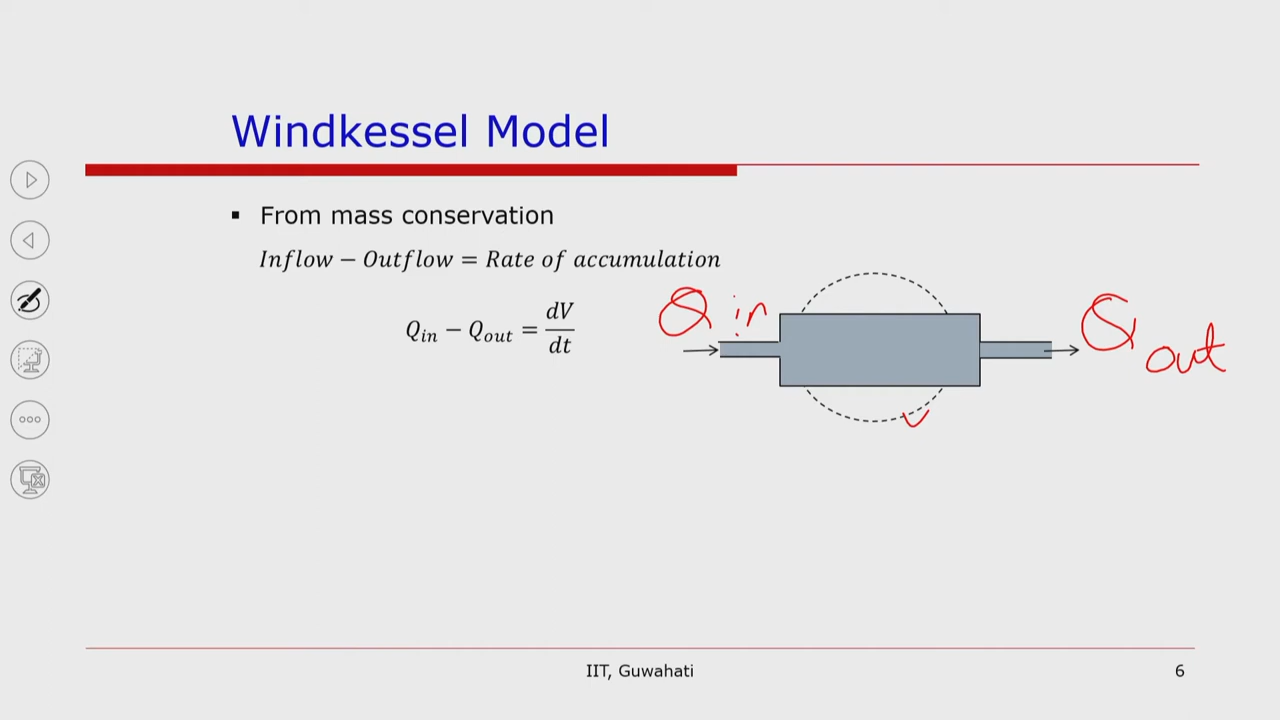 Windkessel Model
▪ From mass conservation
Inflow − Outflow = Rate of accumulation
Q_in − Q_out = dV/dt
Q in
Q out
IIT, Guwahati
6